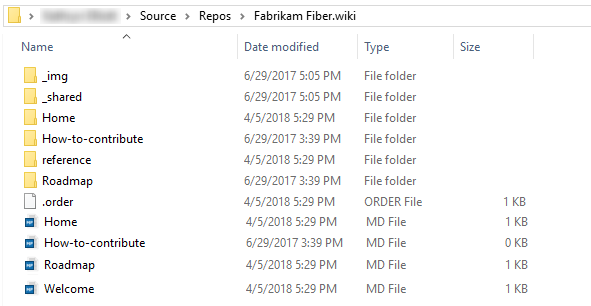 Source > Repos > Fabrikam Fiber.wiki
Name Date modified Type Size
_img 6/29/2017 5:05 PM File folder
_shared 6/29/2017 5:05 PM File folder
Home 4/5/2018 5:29 PM File folder
How-to-contribute 6/29/2017 3:39 PM File folder
reference 4/5/2018 5:29 PM File folder
Roadmap 6/29/2017 3:39 PM File folder
.order 4/5/2018 5:29 PM ORDER File 1 KB
Home 4/5/2018 5:29 PM MD File 1 KB
How-to-contribute 6/29/2017 3:39 PM MD File 0 KB
Roadmap 4/5/2018 5:29 PM MD File 1 KB
Welcome 4/5/2018 5:29 PM MD File 1 KB